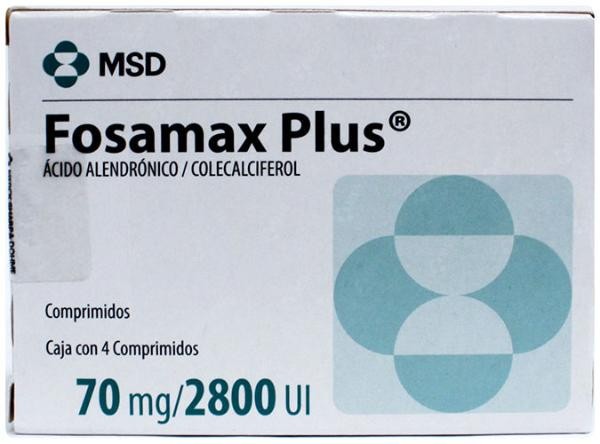 MSD
Fosamax Plus®
ÁCIDO ALENDRÓNICO / COLECALCIFEROL
Comprimidos
Caja con 4 Comprimidos
70 mg/2800 UI